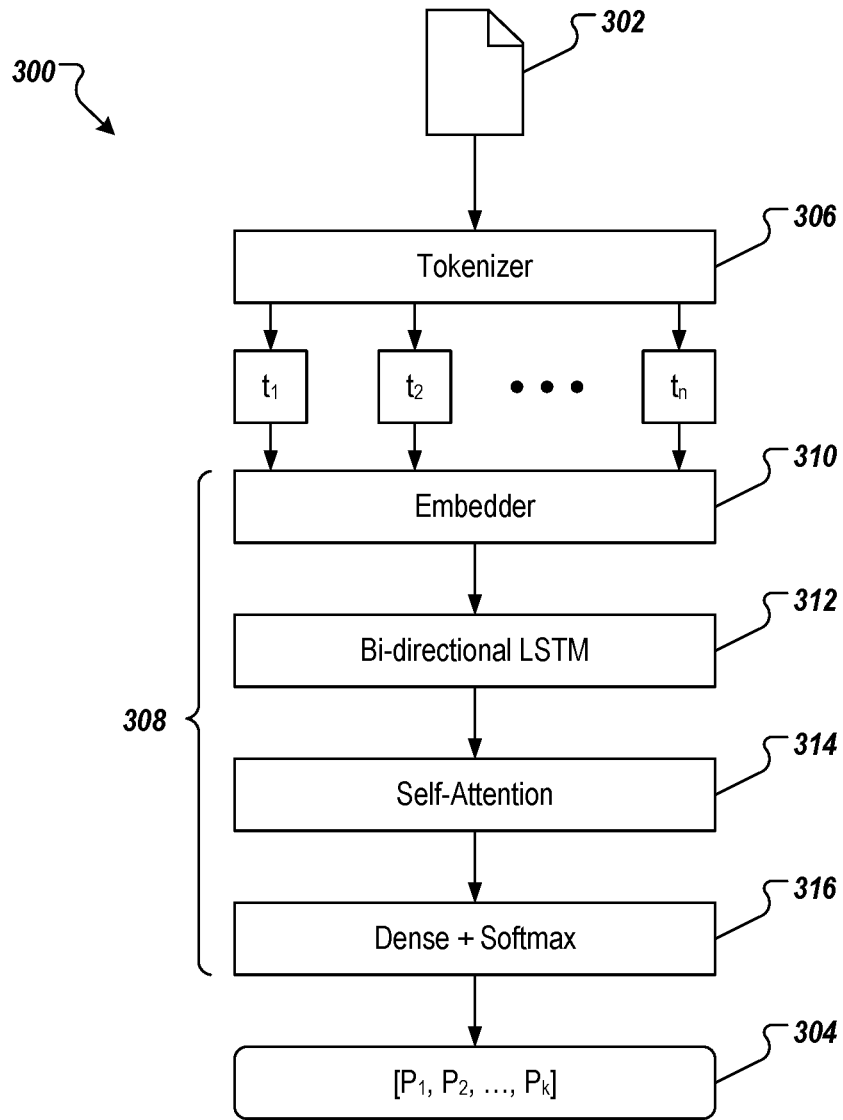 302
300
306
Tokenizer
t1 t2 • • • tn
310
Embedder
312
Bi-directional LSTM
308
314
Self-Attention
316
Dense + Softmax
304
[P1, P2, ..., Pk]